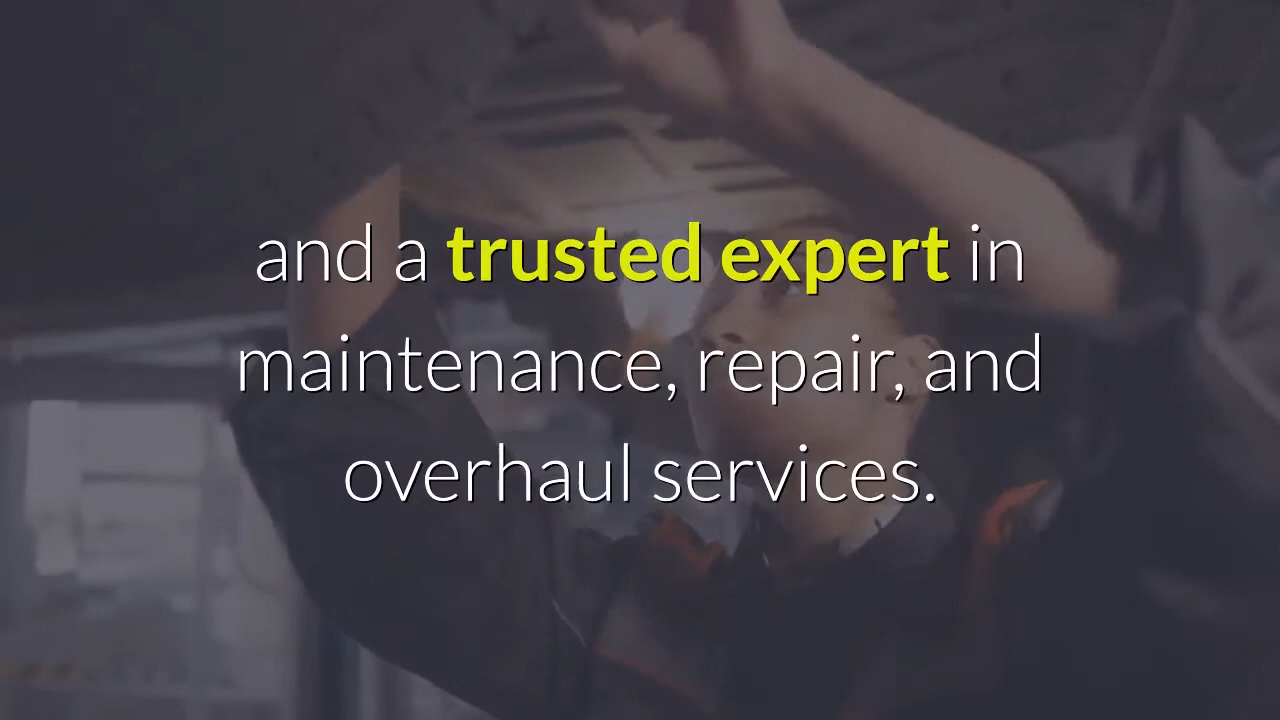 and a trusted expert in
maintenance, repair, and
overhaul services.